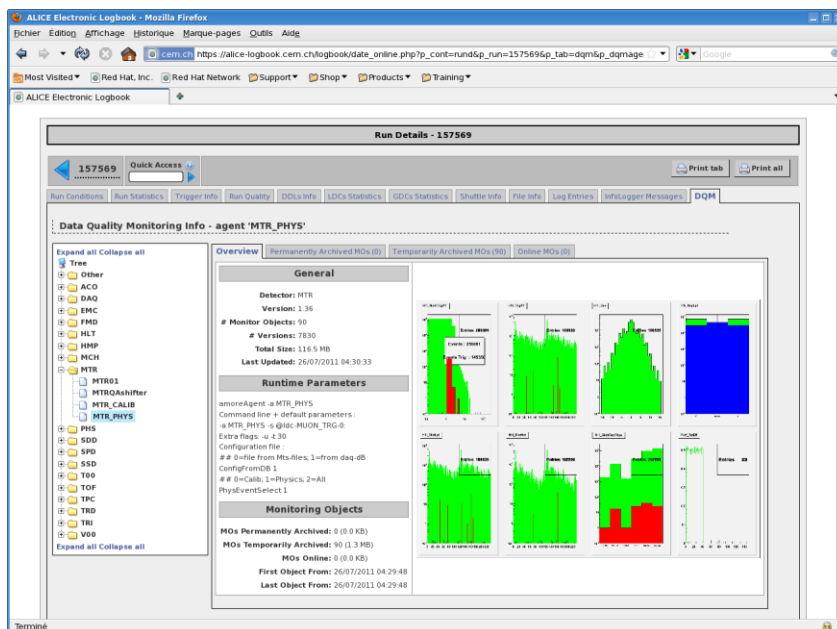 ALICE Electronic Logbook - Mozilla Firefox
Fichier Édition Affichage Historique Marque-pages Outils Aide
cern.ch https://alice-logbook.cern.ch/logbook/date_online.php?p_cont=rund&p_run=157569&p_tab=dqm&p_dqmage
Google
Most Visited Red Hat, Inc. Red Hat Network Support Shop Products Training
ALICE Electronic Logbook
Run Details - 157569
157569 Quick Access
Print tab Print all
Run Conditions Run Statistics Trigger Info Run Quality DDLs Info LDCs Statistics GDCs Statistics Shuttle Info File Info Log Entries InfoLogger Messages DQM
Data Quality Monitoring Info - agent 'MTR_PHYS'
Expand all Collapse all
Tree
Other
ACO
DAQ
EMC
FMD
HLT
HMP
MCH
MTR
MTR01
MTRQAshifter
MTR_CALIB
MTR_PHYS
PHS
SDD
SPD
SSD
T00
TOF
TPC
TRD
TRI
V00
Expand all Collapse all
Overview Permanently Archived MOs (0) Temporarily Archived MOs (90) Online MOs (0)
General
Detector: MTR
Version: 1.36
# Monitor Objects: 90
# Versions: 7830
Total Size: 116.5 MB
Last Updated: 26/07/2011 04:30:33
Runtime Parameters
amoreAgent -a MTR_PHYS
Command line + default parameters :
-a MTR_PHYS -s @ldc-MUON_TRG-0:
Extra flags: -u -t 30
Configuration file :
## 0=file from Mts-files; 1=from daq-dB
ConfigFromDB 1
## 0=Calib; 1=Physics; 2=All
PhysEventSelect 1
Monitoring Objects
MOs Permanently Archived: 0 (0.0 KB)
MOs Temporarily Archived: 90 (1.3 MB)
MOs Online: 0 (0.0 KB)
First Object From: 26/07/2011 04:29:48
Last Object From: 26/07/2011 04:29:48
Terminé